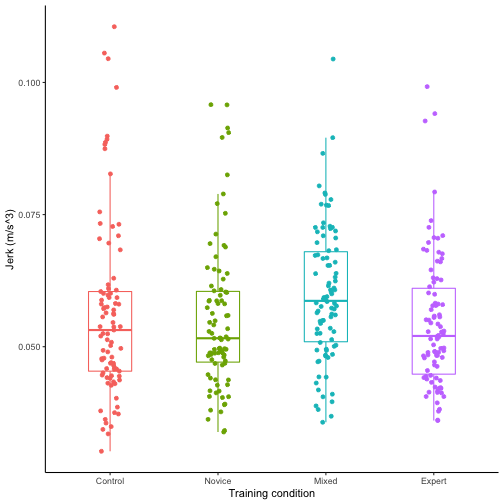 Jerk (m/s^3)
0.100
0.075
0.050
Control Novice Mixed Expert
Training condition